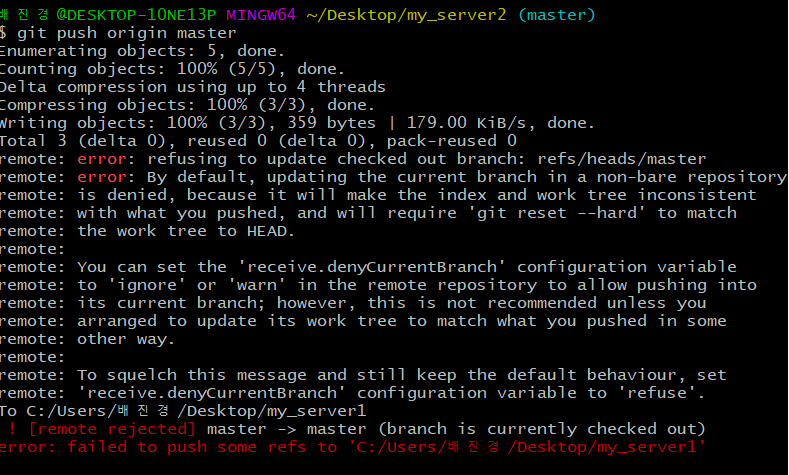 배 진 경 @DESKTOP-10NE13P MINGW64 ~/Desktop/my_server2 (master)
$ git push origin master
Enumerating objects: 5, done.
Counting objects: 100% (5/5), done.
Delta compression using up to 4 threads
Compressing objects: 100% (3/3), done.
Writing objects: 100% (3/3), 359 bytes | 179.00 KiB/s, done.
Total 3 (delta 0), reused 0 (delta 0), pack-reused 0
remote: error: refusing to update checked out branch: refs/heads/master
remote: error: By default, updating the current branch in a non-bare repository
remote: is denied, because it will make the index and work tree inconsistent
remote: with what you pushed, and will require 'git reset --hard' to match
remote: the work tree to HEAD.
remote:
remote: You can set the 'receive.denyCurrentBranch' configuration variable
remote: to 'ignore' or 'warn' in the remote repository to allow pushing into
remote: its current branch; however, this is not recommended unless you
remote: arranged to update its work tree to match what you pushed in some
remote: other way.
remote:
remote: To squelch this message and still keep the default behaviour, set
remote: 'receive.denyCurrentBranch' configuration variable to 'refuse'.
To C:/Users/배 진 경 /Desktop/my_server1
! [remote rejected] master -> master (branch is currently checked out)
error: failed to push some refs to 'C:/Users/배 진 경 /Desktop/my_server1'